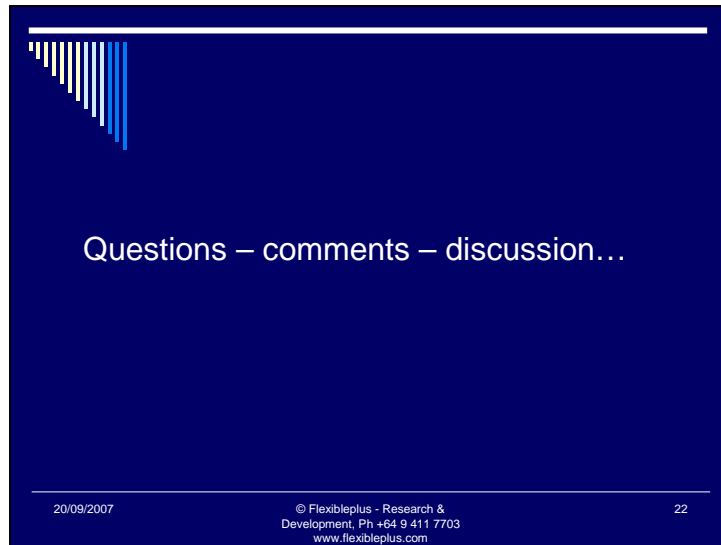 Questions – comments – discussion…
20/09/2007
© Flexibleplus - Research &
Development, Ph +64 9 411 7703
www.flexibleplus.com
22